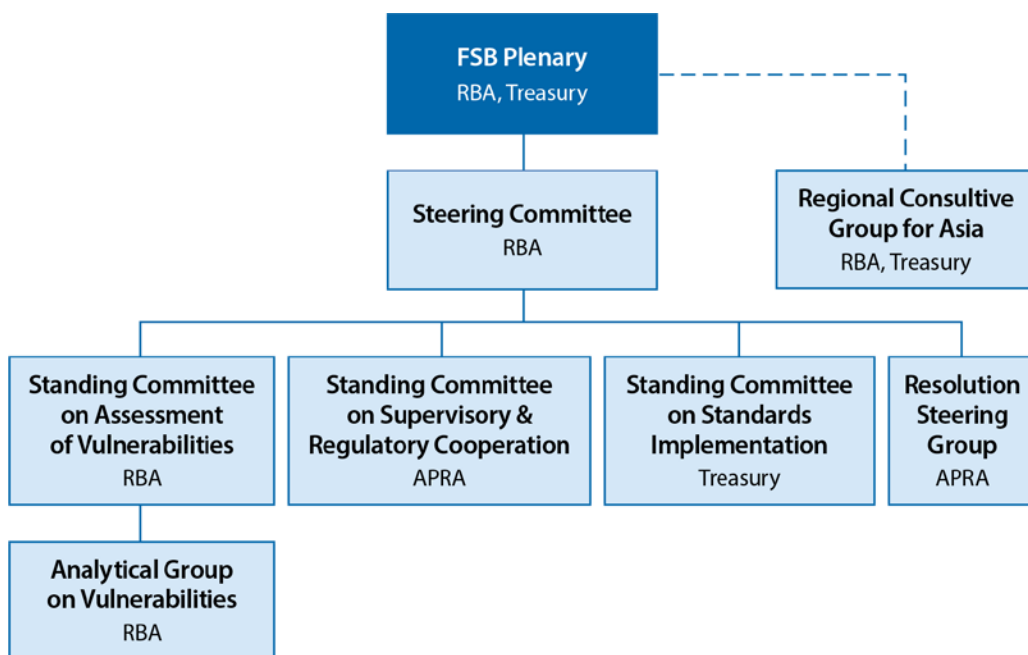 FSB Plenary
RBA, Treasury
Steering Committee
RBA
Regional Consultive
Group for Asia
RBA, Treasury
Standing Committee
on Assessment
of Vulnerabilities
RBA
Standing Committee
on Supervisory &
Regulatory Cooperation
APRA
Standing Committee
on Standards
Implementation
Treasury
Resolution
Steering
Group
APRA
Analytical Group
on Vulnerabilities
RBA